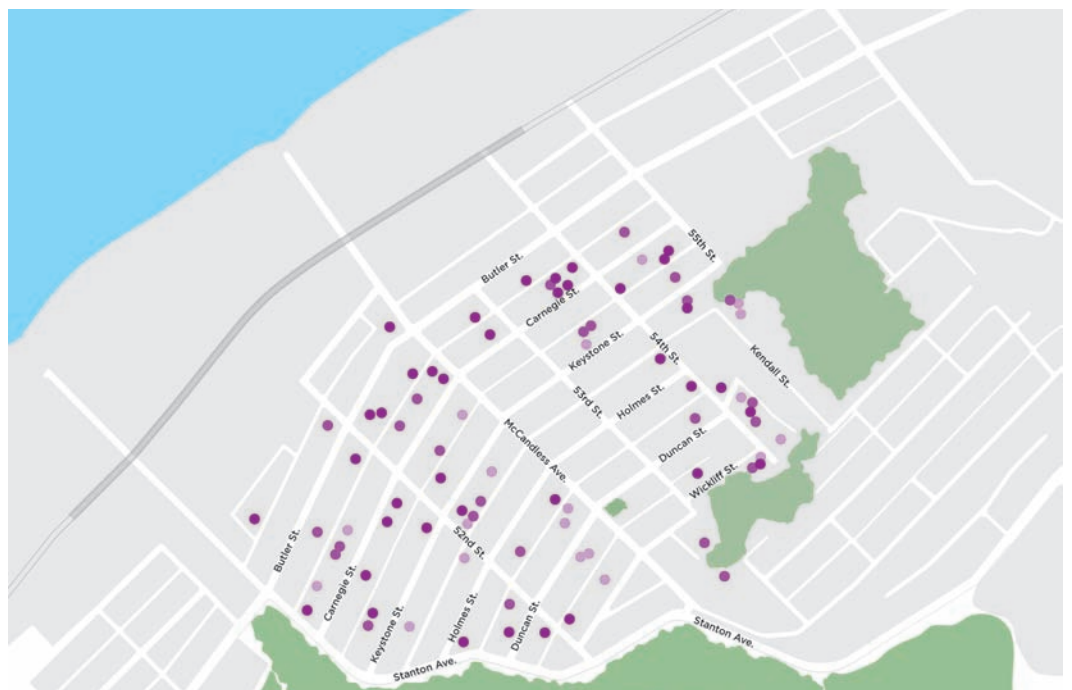 55th St.
Butler St.
Carnegie St.
Keystone St.
54th St.
Kendall St.
53rd St.
Holmes St.
McCandless Ave.
Duncan St.
Wickliff St.
52nd St.
Butler St.
Carnegie St.
Keystone St.
Holmes St.
Duncan St.
Stanton Ave.
Stanton Ave.